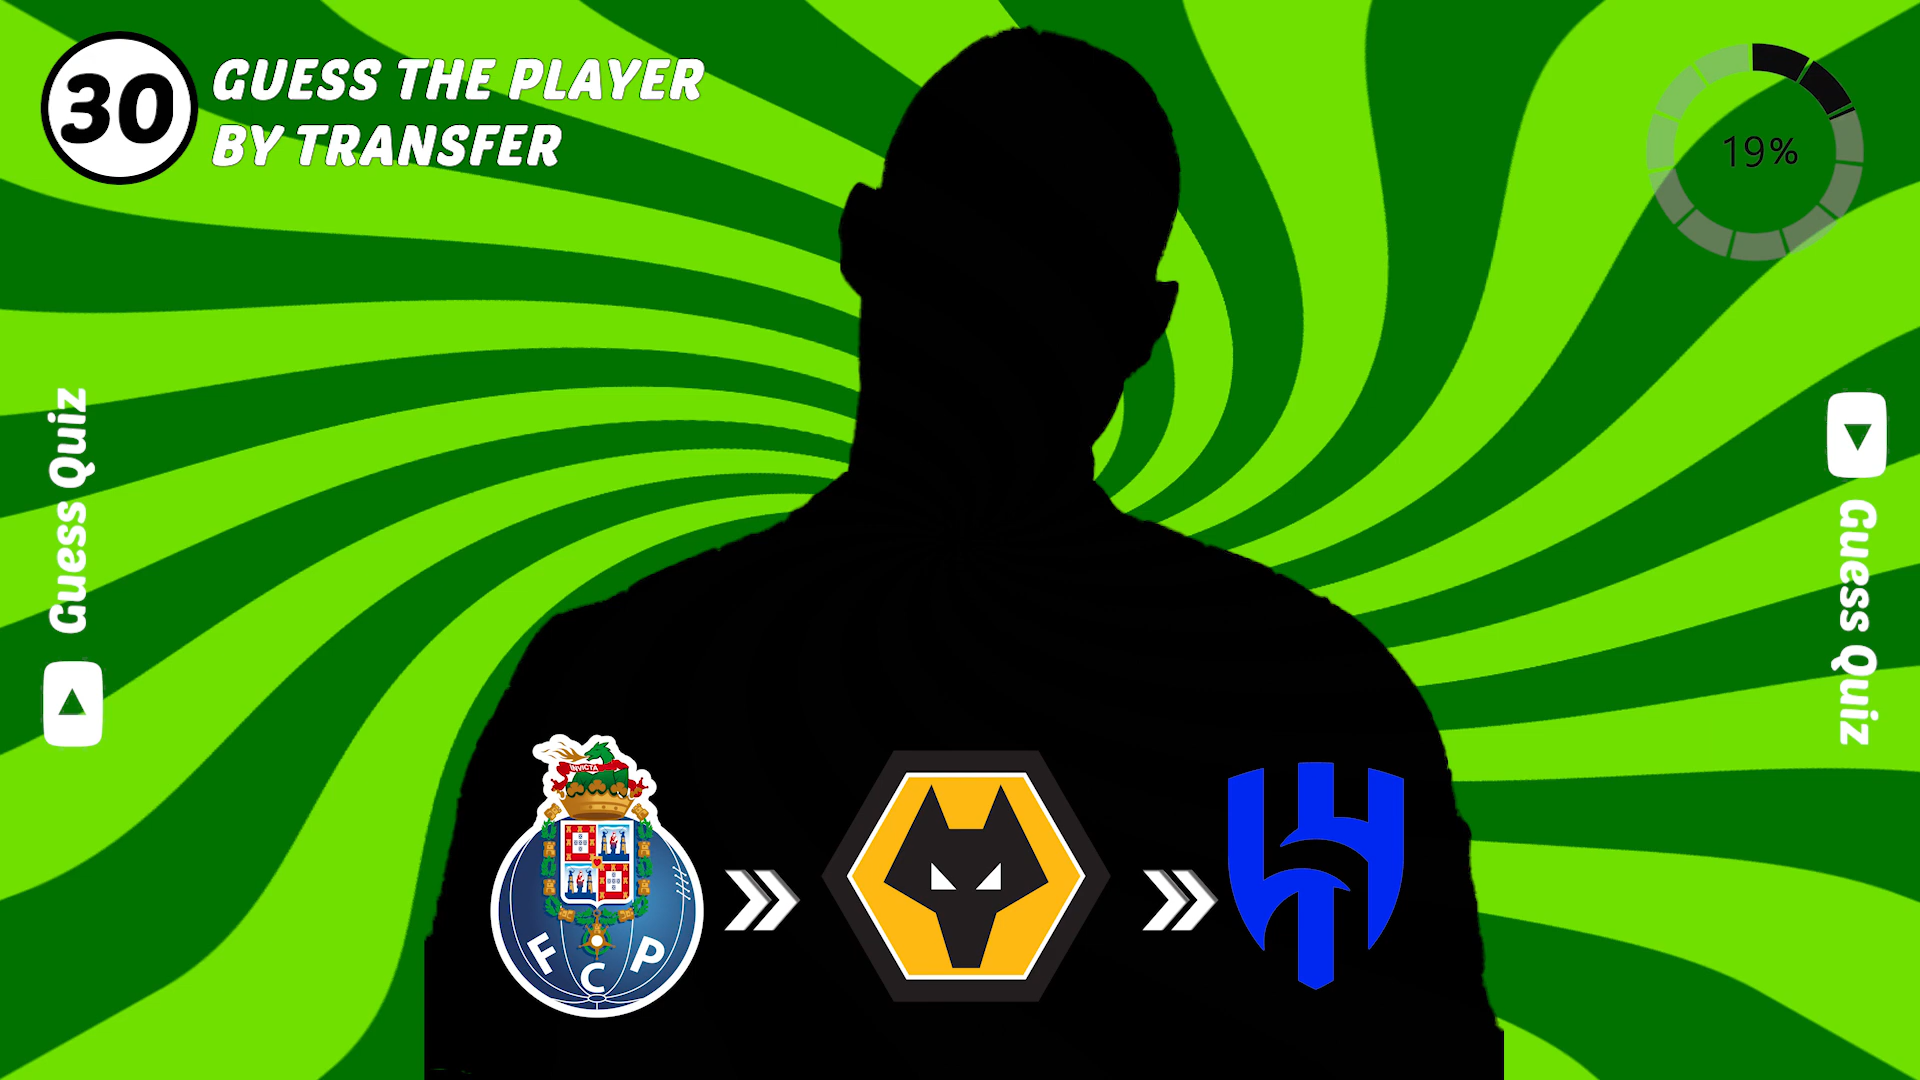 30
GUESS THE PLAYER
BY TRANSFER
19%
Guess Quiz
Guess Quiz
INVICTA
F C P